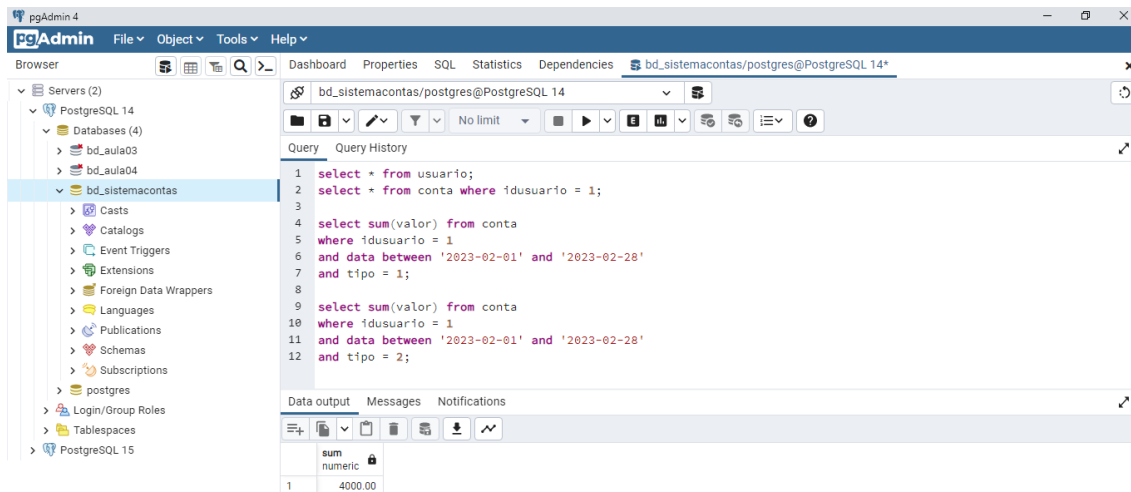 pgAdmin 4
pgAdmin File Object Tools Help
Browser
Dashboard Properties SQL Statistics Dependencies bd_sistemacontas/postgres@PostgreSQL 14*
Servers (2)
PostgreSQL 14
Databases (4)
bd_aula03
bd_aula04
bd_sistemacontas
Casts
Catalogs
Event Triggers
Extensions
Foreign Data Wrappers
Languages
Publications
Schemas
Subscriptions
postgres
Login/Group Roles
Tablespaces
PostgreSQL 15
bd_sistemacontas/postgres@PostgreSQL 14
No limit
E
Query Query History
1 select * from usuario;
2 select * from conta where idusuario = 1;
3
4 select sum(valor) from conta
5 where idusuario = 1
6 and data between '2023-02-01' and '2023-02-28'
7 and tipo = 1;
8
9 select sum(valor) from conta
10 where idusuario = 1
11 and data between '2023-02-01' and '2023-02-28'
12 and tipo = 2;
Data output Messages Notifications
sum
numeric
1 4000.00